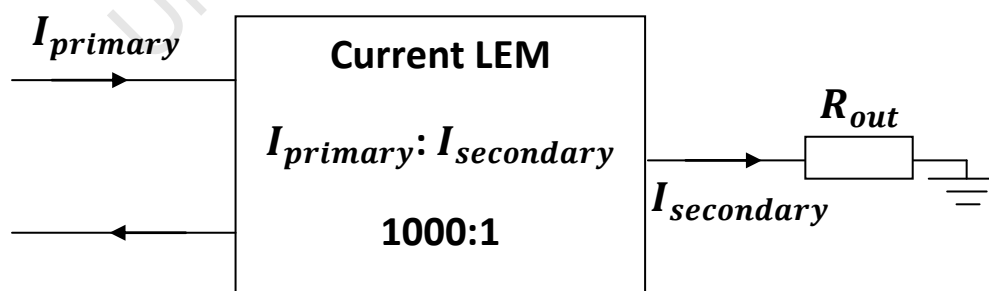 I_primary
Current LEM
I_primary: I_secondary
1000:1
R_out
I_secondary